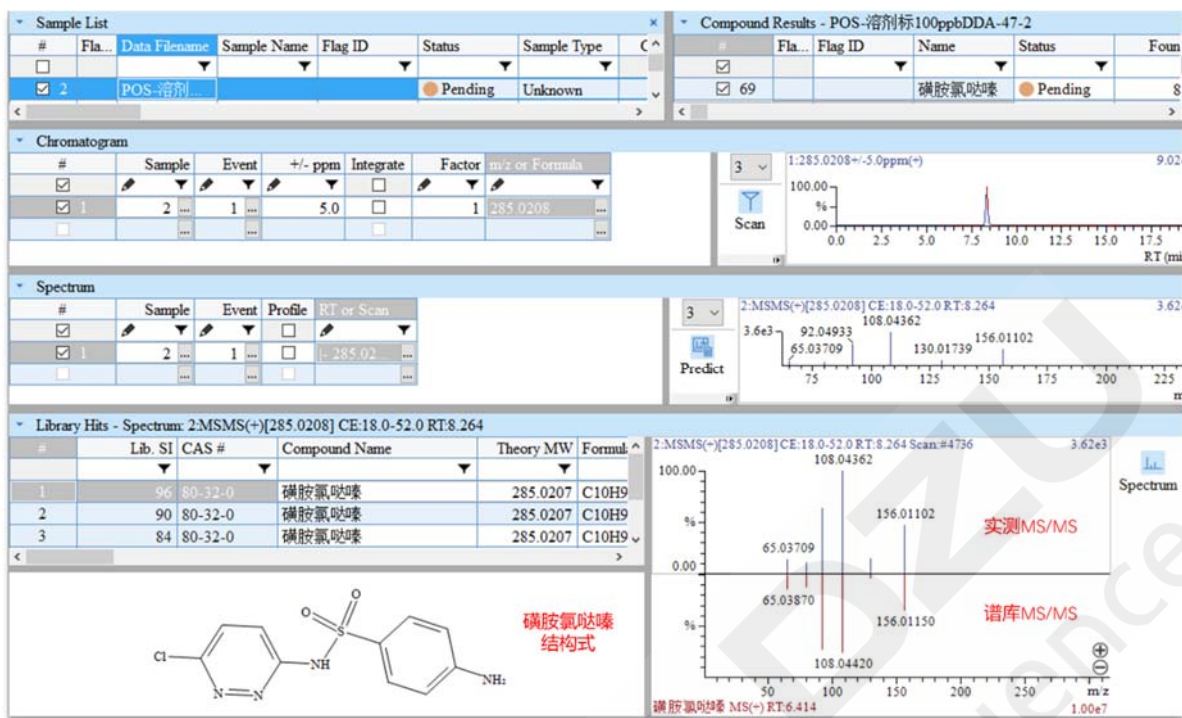 Sample List
# Fla... Data Filename Sample Name Flag ID Status Sample Type
2 POS-溶剂... Pending Unknown
Compound Results - POS-溶剂标100ppbDDA-47-2
# Fla... Flag ID Name Status Foun
69 磺胺氯哒嗪 Pending 8
Chromatogram
# Sample Event +/- ppm Integrate Factor m/z or Formula
1 2 ... 1 ... 5.0 1 285.0208 ...
3
Scan
1:285.0208+/-5.0ppm(+) 9.02
100.00
%
0.00
0.0 2.5 5.0 7.5 10.0 12.5 15.0 17.5
RT (mi
Spectrum
# Sample Event Profile RT or Scan
1 2 ... 1 ... [- 285.02... ...
3
Predict
2:MSMS(+)[285.0208] CE:18.0-52.0 RT:8.264 3.62
3.6e3
65.03709
92.04933
108.04362
130.01739
156.01102
75 100 125 150 175 200 225
m
Library Hits - Spectrum: 2:MSMS(+)[285.0208] CE:18.0-52.0 RT:8.264
# Lib. SI CAS # Compound Name Theory MW Formul
1 96 80-32-0 磺胺氯哒嗪 285.0207 C10H9
2 90 80-32-0 磺胺氯哒嗪 285.0207 C10H9
3 84 80-32-0 磺胺氯哒嗪 285.0207 C10H9
2:MSMS(+)[285.0208] CE:18.0-52.0 RT:8.264 Scan:#4736 3.62e3
108.04362
100.00
%
156.01102
实测MS/MS
65.03709
0.00
65.03870
156.01150
谱库MS/MS
%
108.04420
50 100 150 200 250 m/z
磺胺氯哒嗪 MS(+) RT:6.414 1.00e7
Spectrum
Cl
N N
NH
O O
S
NH₂
磺胺氯哒嗪
结构式
DZU
ence